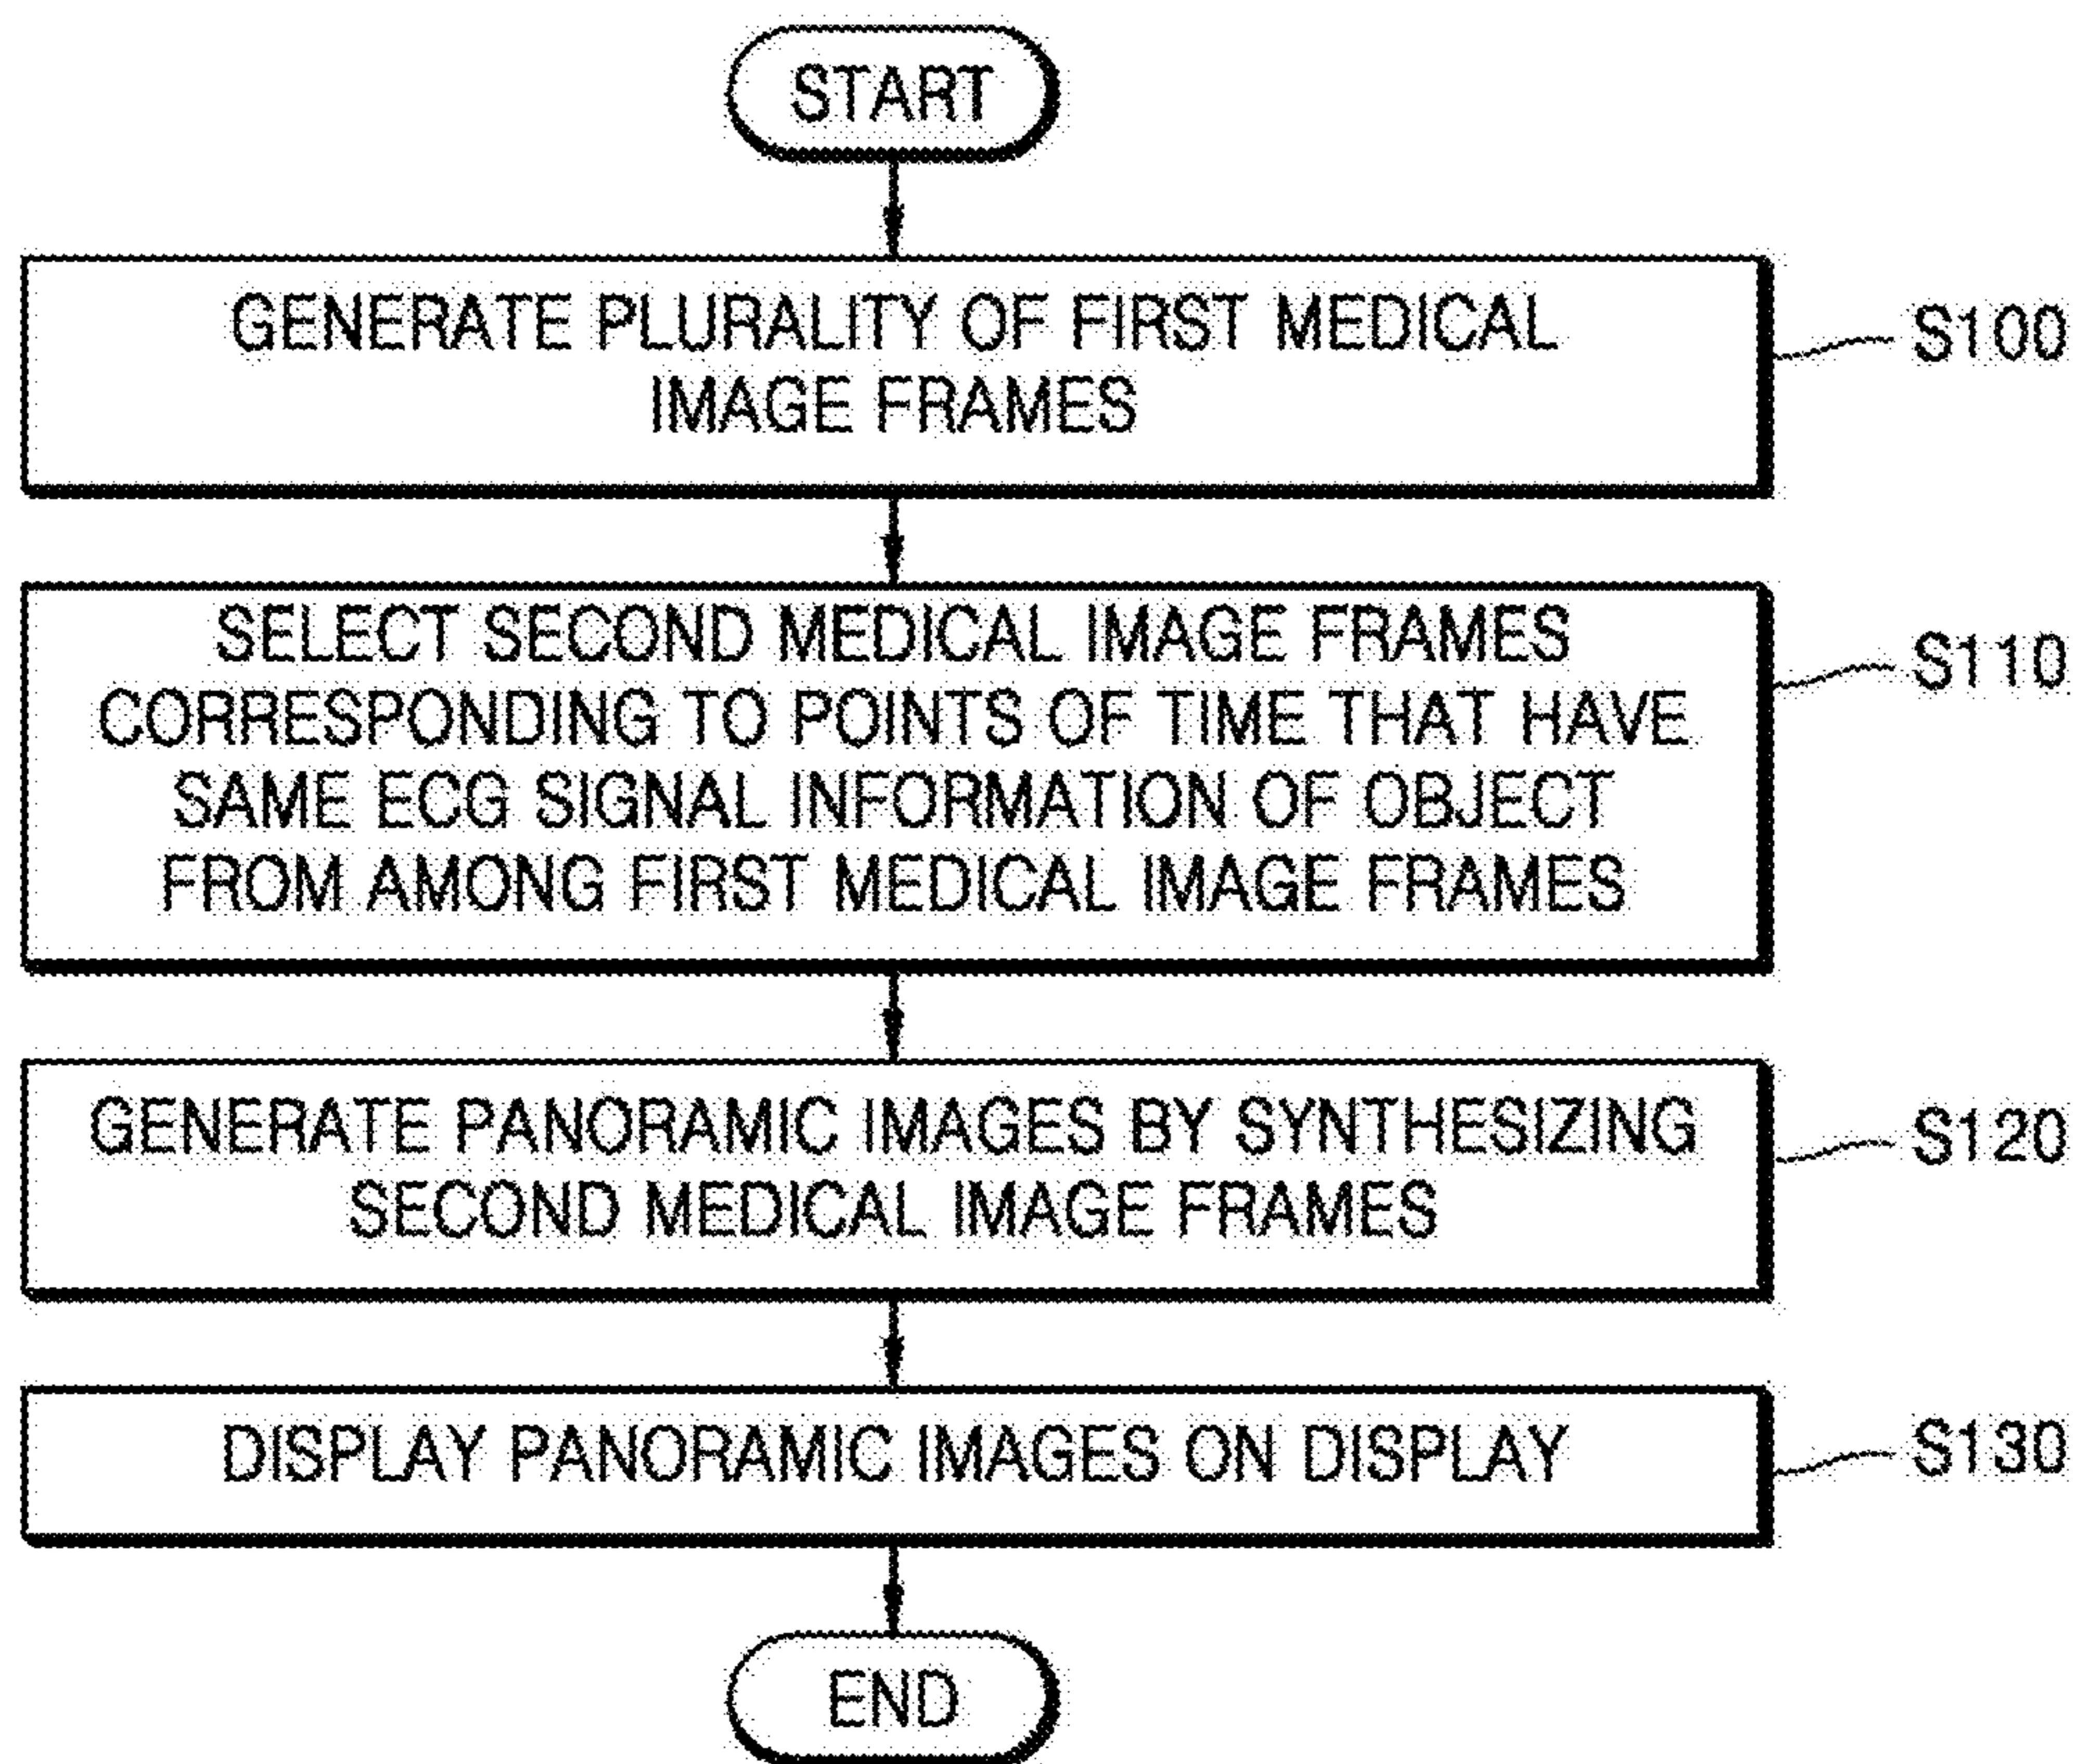 START
GENERATE PLURALITY OF FIRST MEDICAL
IMAGE FRAMES
S100
SELECT SECOND MEDICAL IMAGE FRAMES
CORRESPONDING TO POINTS OF TIME THAT HAVE
SAME ECG SIGNAL INFORMATION OF OBJECT
FROM AMONG FIRST MEDICAL IMAGE FRAMES
S110
GENERATE PANORAMIC IMAGES BY SYNTHESIZING
SECOND MEDICAL IMAGE FRAMES
S120
DISPLAY PANORAMIC IMAGES ON DISPLAY
S130
END